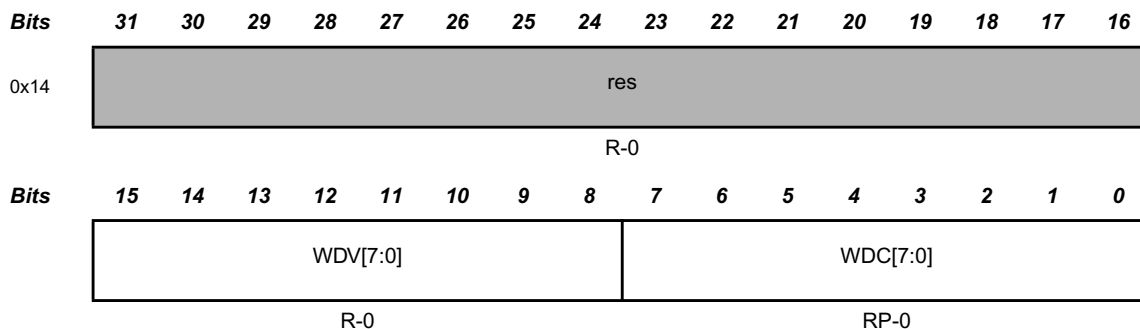 Bits 31 30 29 28 27 26 25 24 23 22 21 20 19 18 17 16
0x14 res
R-0
Bits 15 14 13 12 11 10 9 8 7 6 5 4 3 2 1 0
WDV[7:0] WDC[7:0]
R-0 RP-0